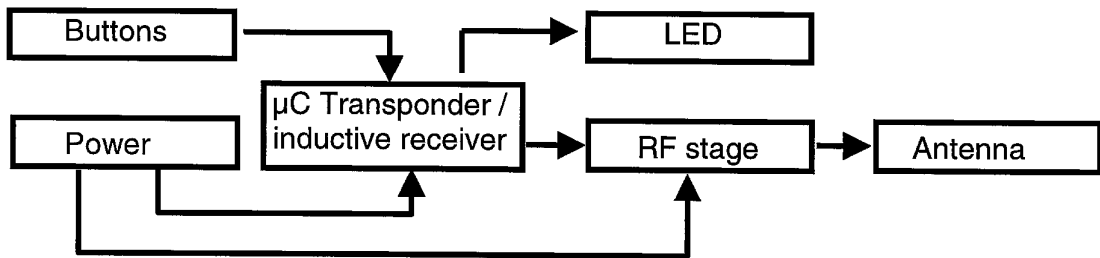 Buttons
LED
µC Transponder /
inductive receiver
Power
RF stage
Antenna